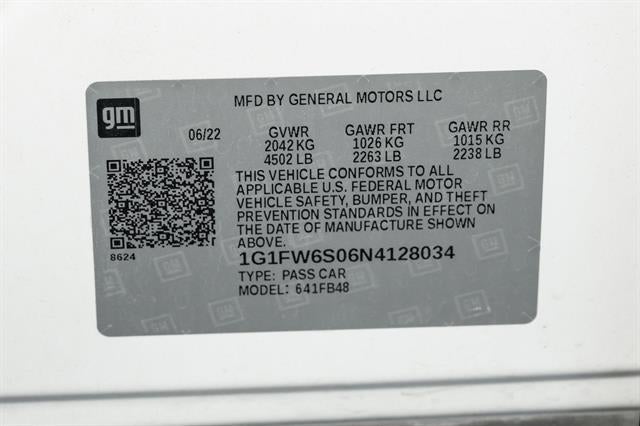 gm
MFD BY GENERAL MOTORS LLC
06/22 GVWR GAWR FRT GAWR RR
2042 KG 1026 KG 1015 KG
4502 LB 2263 LB 2238 LB
THIS VEHICLE CONFORMS TO ALL
APPLICABLE U.S. FEDERAL MOTOR
VEHICLE SAFETY, BUMPER, AND THEFT
PREVENTION STANDARDS IN EFFECT ON
THE DATE OF MANUFACTURE SHOWN
ABOVE.
8624
1G1FW6S06N4128034
TYPE: PASS CAR
MODEL: 641FB48